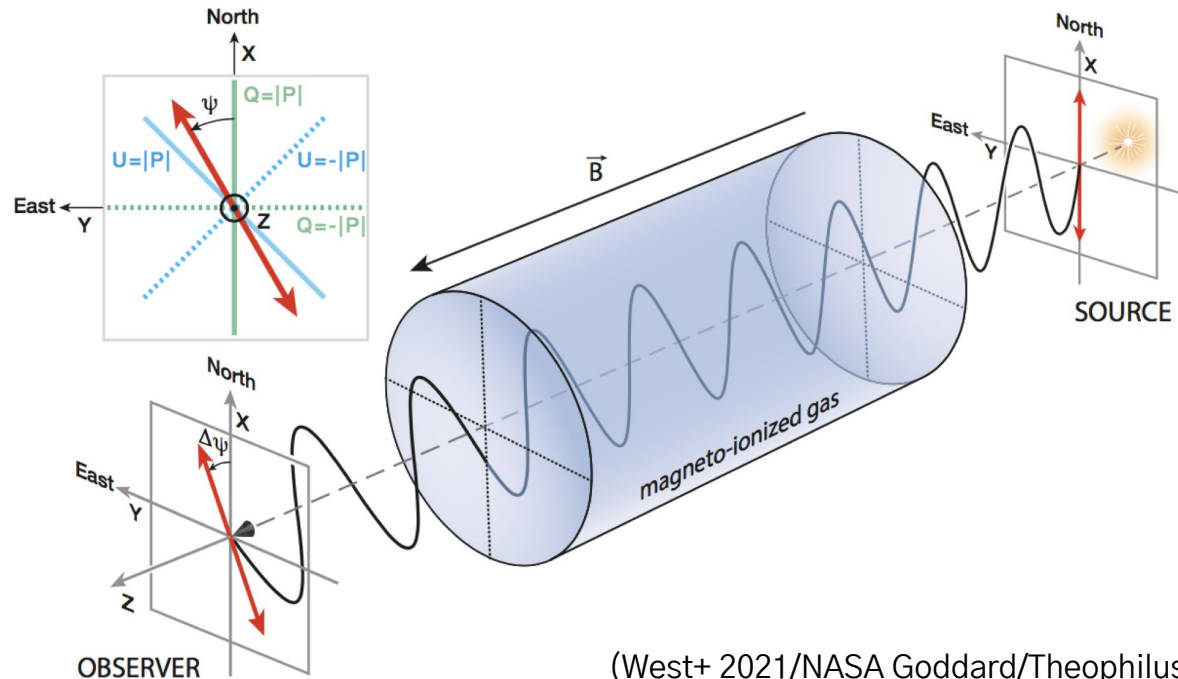 North
X
Q=|P|
ψ
U=|P|
U=-|P|
East
Y
Z
Q=-|P|
B
North
X
East
Y
SOURCE
magneto-ionized gas
North
X
Δψ
East
Y
Z
OBSERVER
(West+ 2021/NASA Goddard/Theophilus